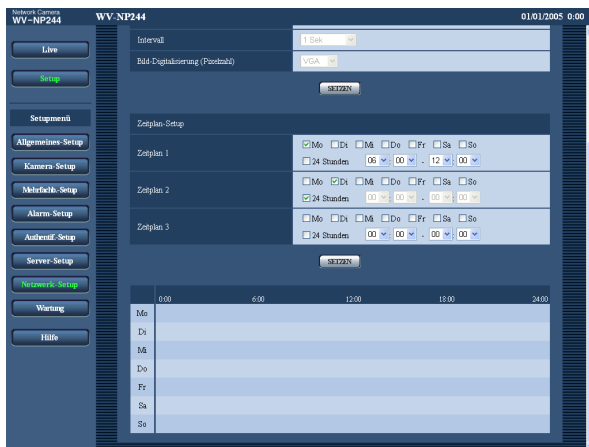 Network Camera
WV-NP244
WV-NP244 01/01/2005 0:00
Live
Setup
Setupmenü
Allgemeines-Setup
Kamera-Setup
Mehrfachb.-Setup
Alarm-Setup
Authentif.-Setup
Server-Setup
Netzwerk-Setup
Wartung
Hilfe
Intervall 1 Sek
Bild-Digitalisierung (Pixelzahl) VGA
SETZEN
Zeitplan-Setup
Zeitplan 1 Mo Di Mi Do Fr Sa So
24 Stunden 06 : 00 - 12 : 00
Zeitplan 2 Mo Di Mi Do Fr Sa So
24 Stunden 00 : 00 - 00 : 00
Zeitplan 3 Mo Di Mi Do Fr Sa So
24 Stunden 00 : 00 - 00 : 00
SETZEN
0:00 6:00 12:00 18:00 24:00
Mo
Di
Mi
Do
Fr
Sa
So